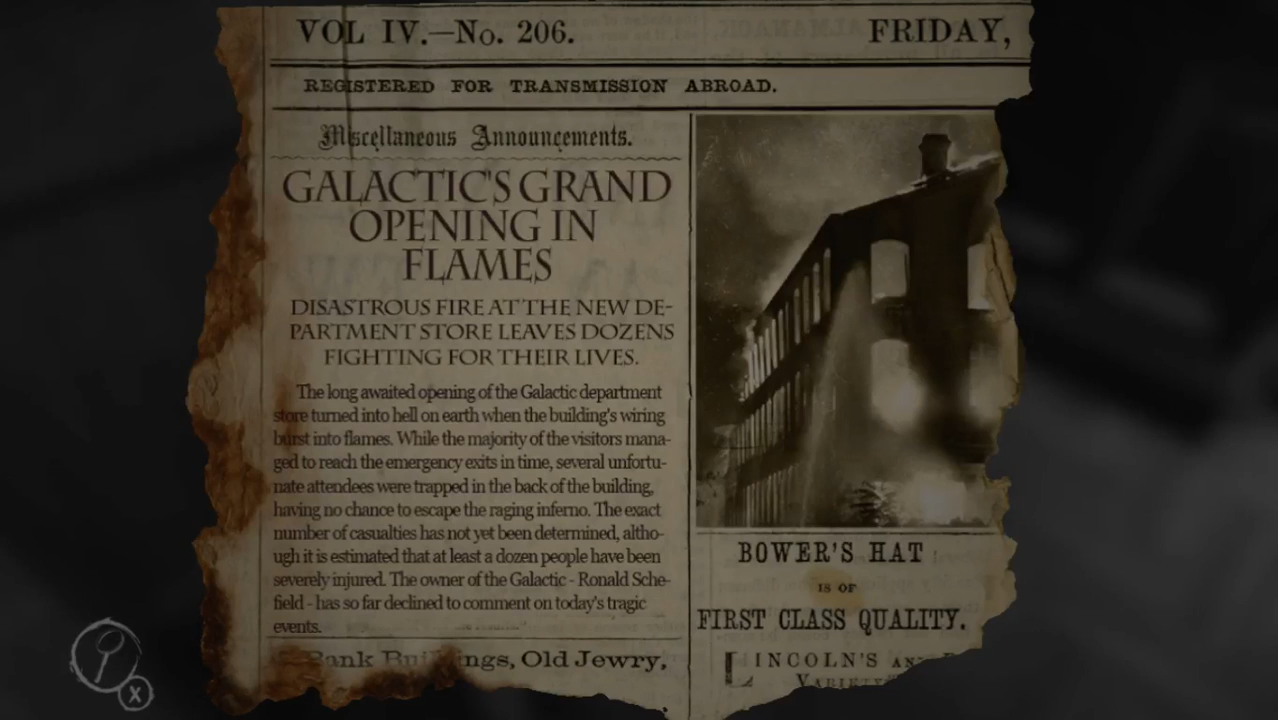 VOL IV.—No. 206.
FRIDAY,
REGISTERED FOR TRANSMISSION ABROAD.
Miscellaneous Announcements.
GALACTIC'S GRAND
OPENING IN
FLAMES
DISASTROUS FIRE AT THE NEW DE-
PARTMENT STORE LEAVES DOZENS
FIGHTING FOR THEIR LIVES.
The long awaited opening of the Galactic department
store turned into hell on earth when the building's wiring
burst into flames. While the majority of the visitors mana-
ged to reach the emergency exits in time, several unfortu-
nate attendees were trapped in the back of the building,
having no chance to escape the raging inferno. The exact
number of casualties has not yet been determined, altho-
ugh it is estimated that at least a dozen people have been
severely injured. The owner of the Galactic - Ronald Sche-
field - has so far declined to comment on today's tragic
events.
Bank Buildings, Old Jewry,
BOWER'S HAT
IS OF
FIRST CLASS QUALITY.
LINCOLN'S AND
VARIETY
X